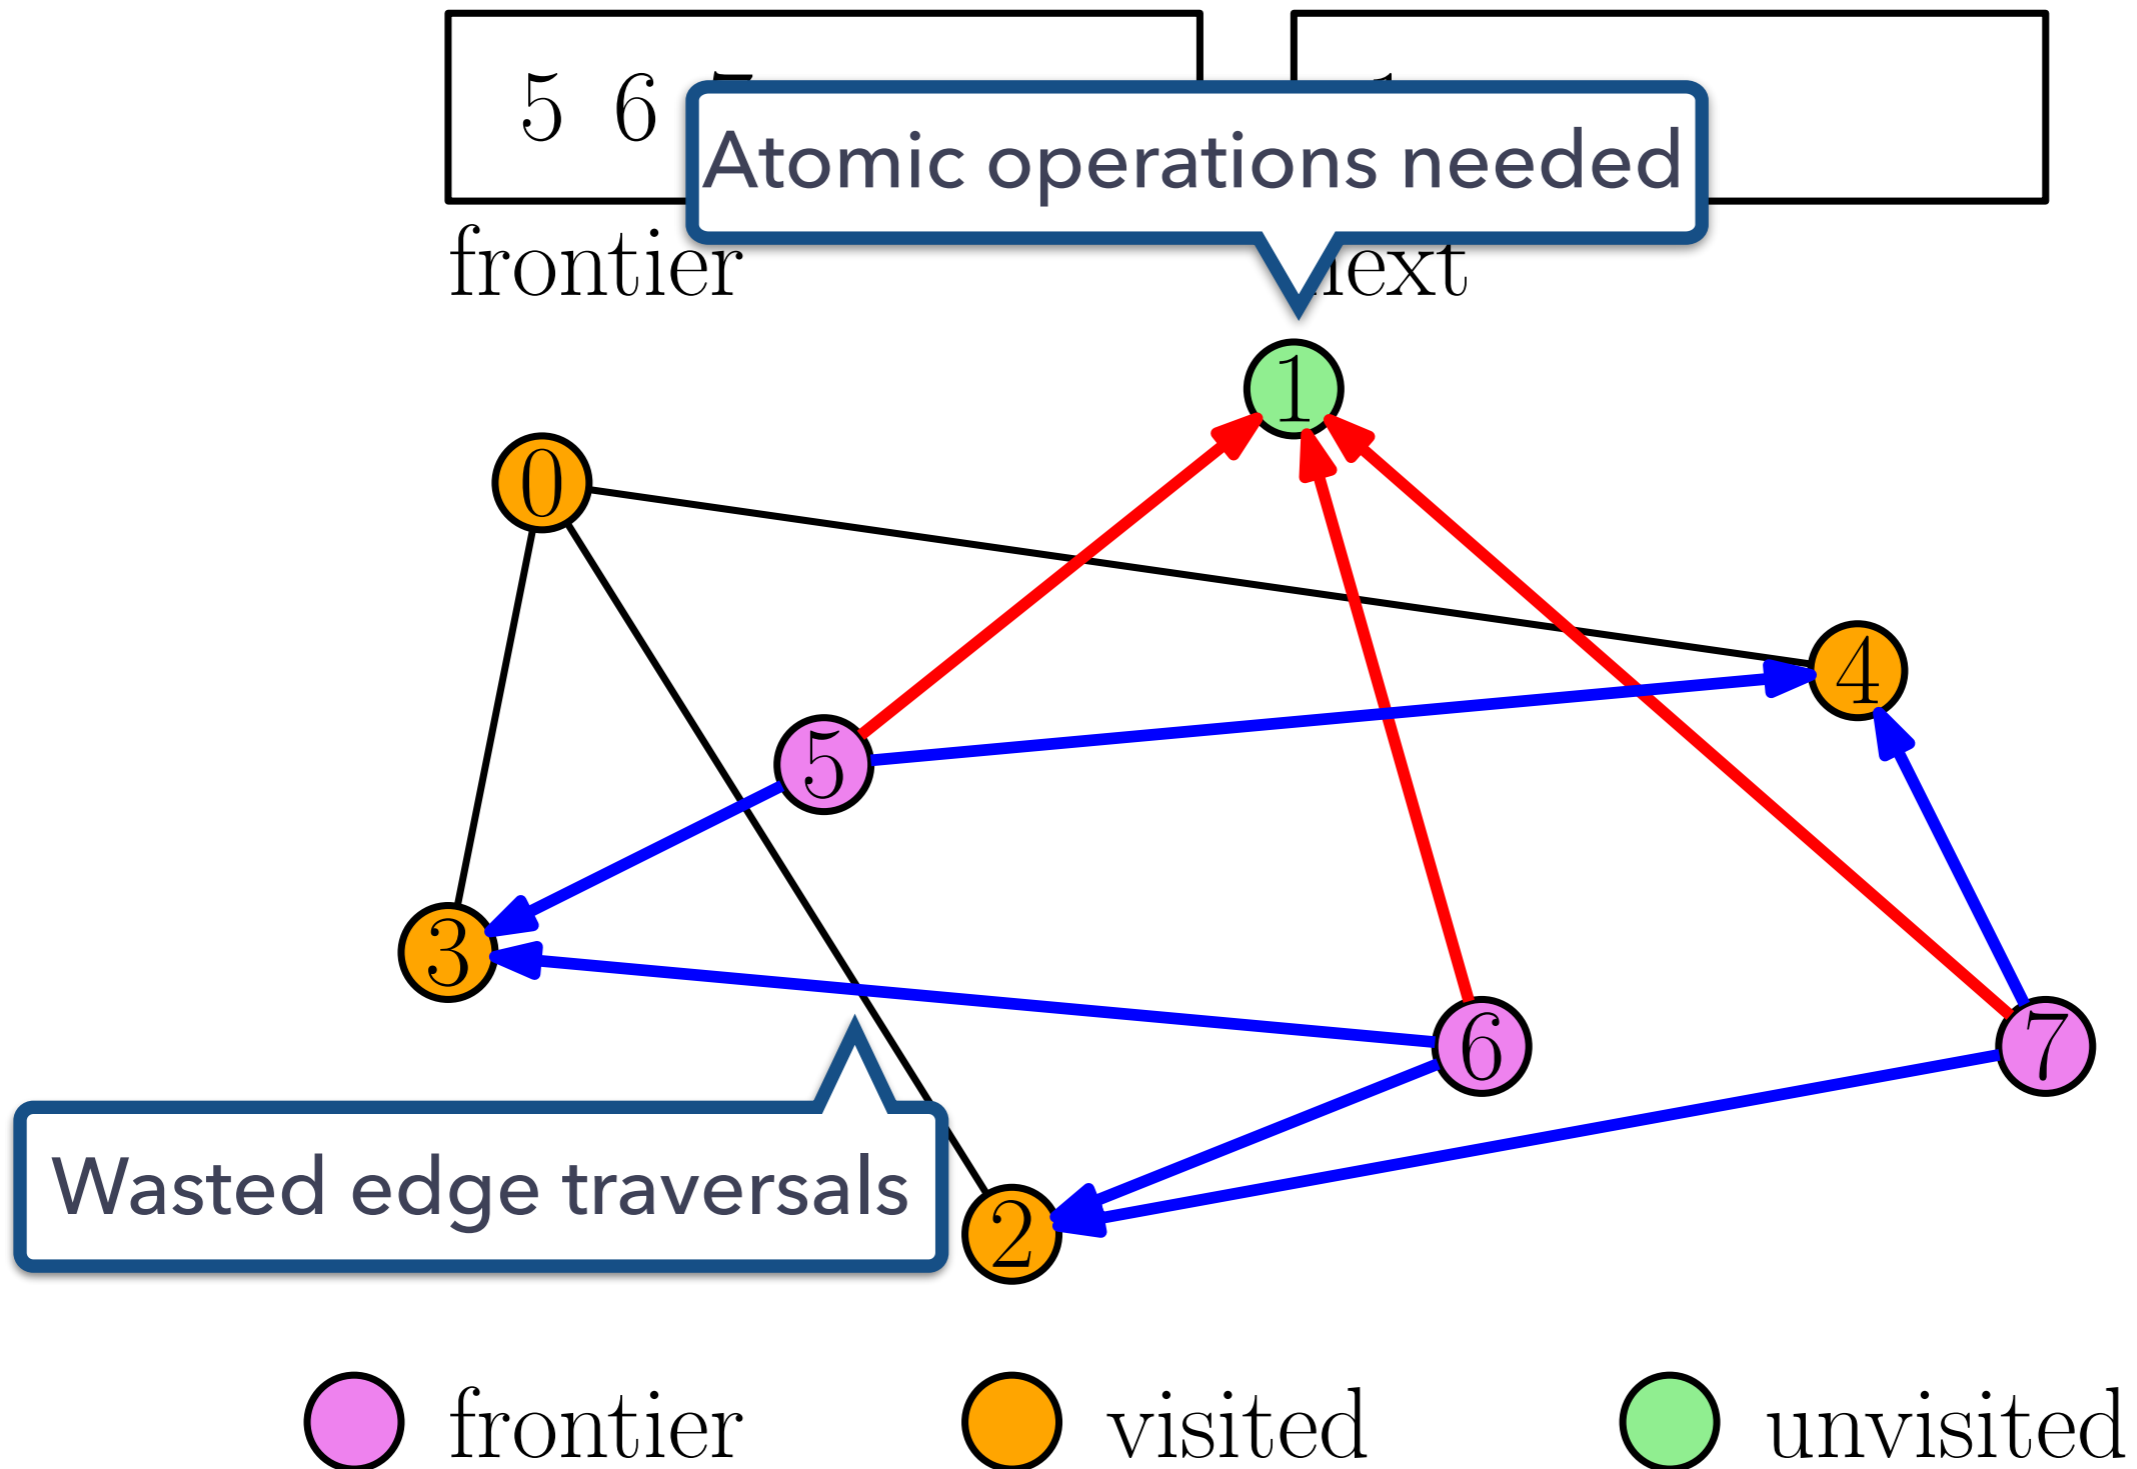 5 6
Atomic operations needed
frontier
next
1
0
4
5
3
6
7
Wasted edge traversals
2
frontier
visited
unvisited